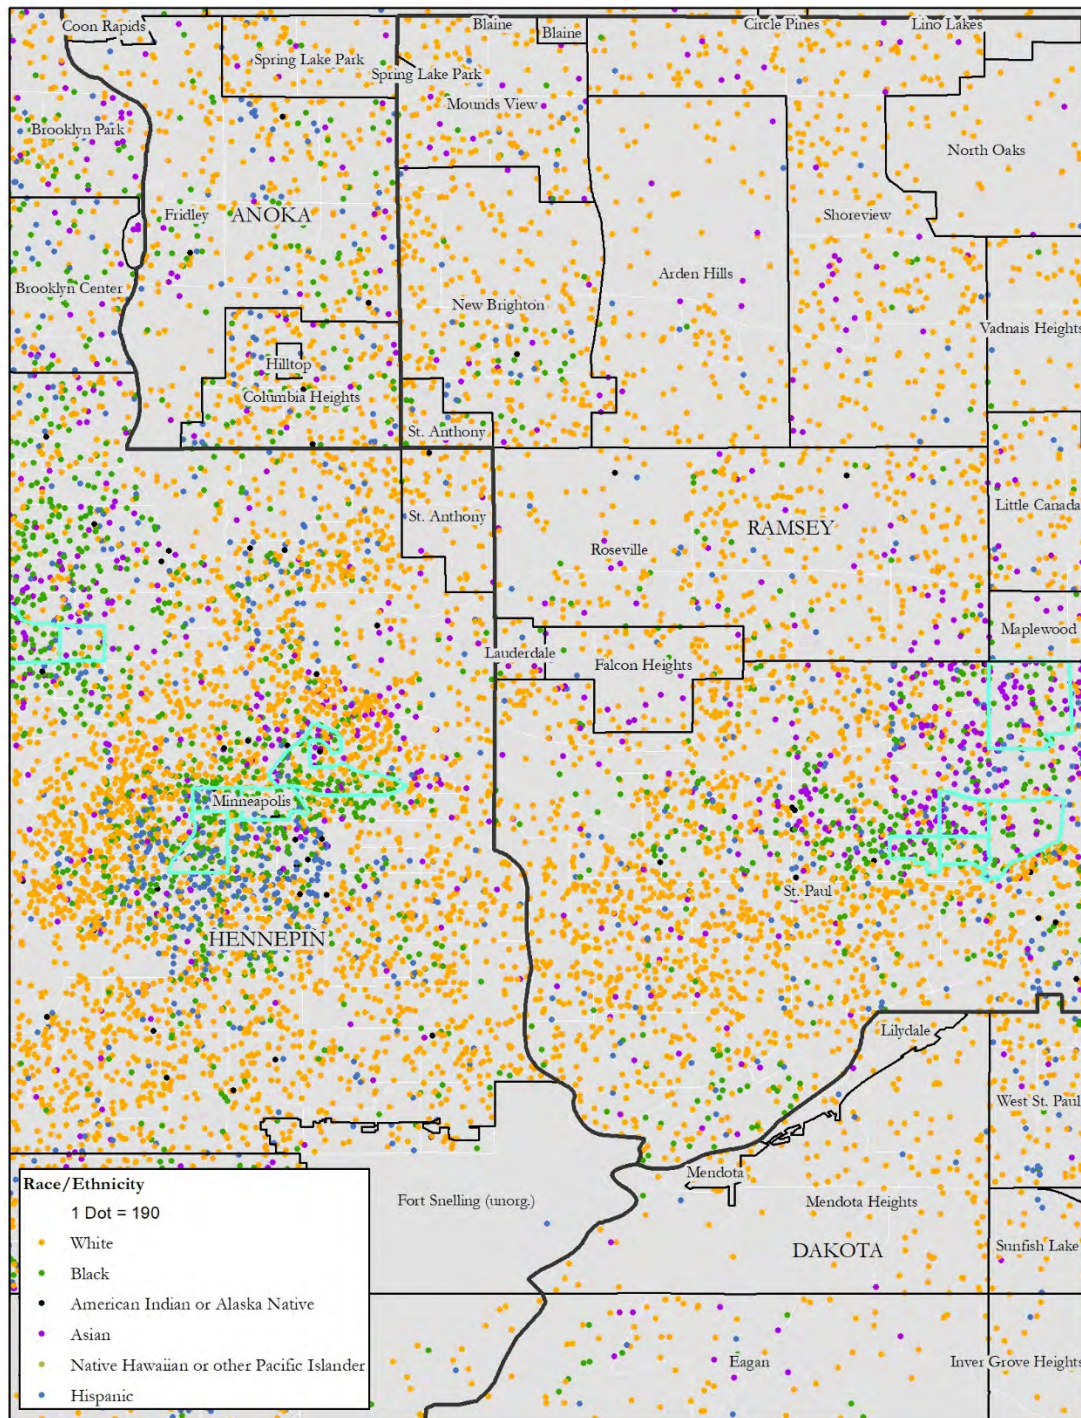 Coon Rapids
Blaine
Blaine
Circle Pines
Lino Lakes
Spring Lake Park
Spring Lake Park
Mounds View
Brooklyn Park
North Oaks
Fridley
ANOKA
Shoreview
Arden Hills
Brooklyn Center
New Brighton
Vadnais Heights
Hilltop
Columbia Heights
St. Anthony
St. Anthony
Little Canada
RAMSEY
Roseville
Maplewood
Lauderdale
Falcon Heights
Minneapolis
St. Paul
HENNEPIN
Lilydale
West St. Paul
Mendota
Fort Snelling (unorg.)
Mendota Heights
DAKOTA
Sunfish Lake
Eagan
Inver Grove Heights
Race/Ethnicity
1 Dot = 190
White
Black
American Indian or Alaska Native
Asian
Native Hawaiian or other Pacific Islander
Hispanic